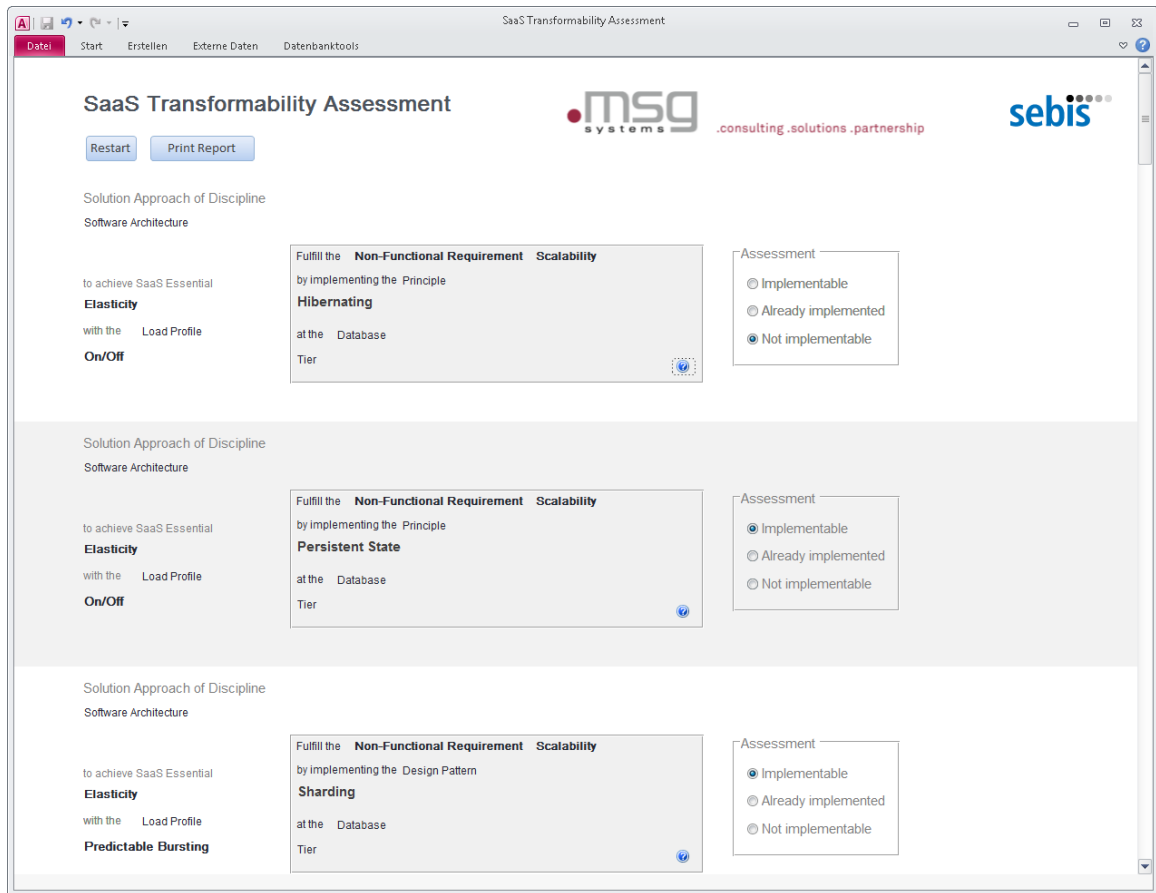 SaaS Transformability Assessment
Datei Start Erstellen Externe Daten Datenbanktools
SaaS Transformability Assessment
.msg
systems
.consulting .solutions .partnership
sebis
Restart Print Report
Solution Approach of Discipline
Software Architecture
to achieve SaaS Essential
Elasticity
with the Load Profile
On/Off
Fulfill the Non-Functional Requirement Scalability
by implementing the Principle
Hibernating
at the Database
Tier
Assessment
Implementable
Already implemented
Not implementable
Solution Approach of Discipline
Software Architecture
to achieve SaaS Essential
Elasticity
with the Load Profile
On/Off
Fulfill the Non-Functional Requirement Scalability
by implementing the Principle
Persistent State
at the Database
Tier
Assessment
Implementable
Already implemented
Not implementable
Solution Approach of Discipline
Software Architecture
to achieve SaaS Essential
Elasticity
with the Load Profile
Predictable Bursting
Fulfill the Non-Functional Requirement Scalability
by implementing the Design Pattern
Sharding
at the Database
Tier
Assessment
Implementable
Already implemented
Not implementable